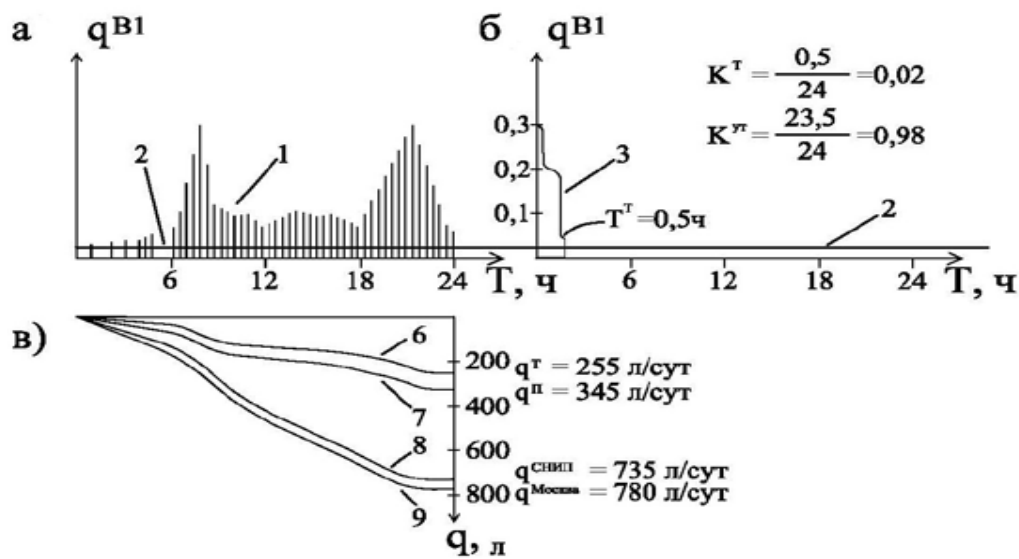 а
q^B1
2
1
6
12
18
24
T, ч
б
q^B1
0,3
0,2
0,1
3
T^T=0,5ч
2
K^T = 0,5/24 = 0,02
K^УТ = 23,5/24 = 0,98
6
12
18
24
T, ч
в)
6
7
8
9
200
400
600
800
q, л
q^T = 255 л/сут
q^П = 345 л/сут
q^СНИП = 735 л/сут
q^Москва = 780 л/сут